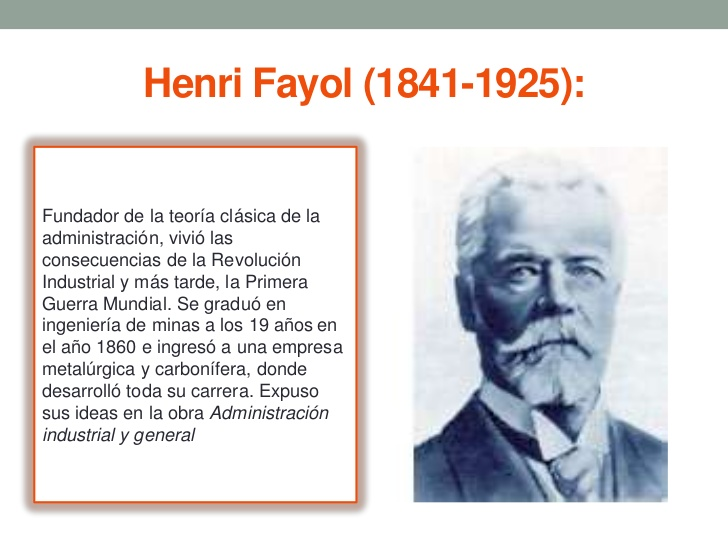 Henri Fayol (1841-1925):
Fundador de la teoría clásica de la
administración, vivió las
consecuencias de la Revolución
Industrial y más tarde, la Primera
Guerra Mundial. Se graduó en
ingeniería de minas a los 19 años en
el año 1860 e ingresó a una empresa
metalúrgica y carbonífera, donde
desarrolló toda su carrera. Expuso
sus ideas en la obra Administración
industrial y general